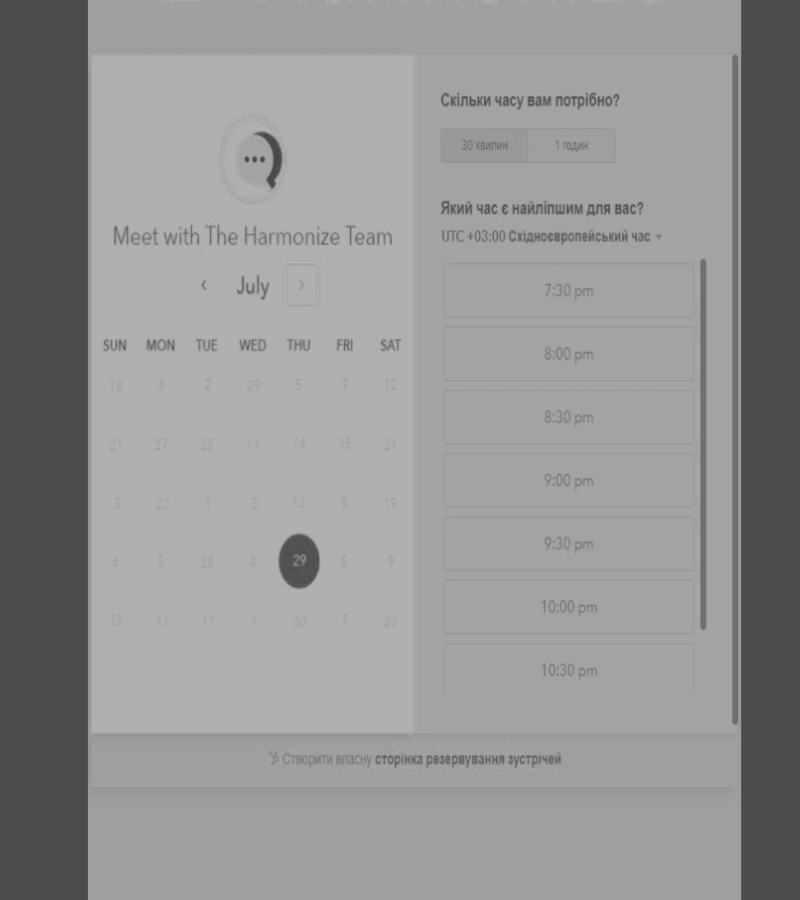 Meet with The Harmonize Team
July
SUN MON TUE WED THU FRI SAT
18 8 2 29 5 7 12
21 27 25 11 14 15 21
3 22 1 3 12 5 19
6 5 28 4 29 5 9
15 17 17 1 30 7 20
Скільки часу вам потрібно?
30 хвилин 1 годин
Який час є найліпшим для вас?
UTC +03:00 Східноєвропейський час
7:30 pm
8:00 pm
8:30 pm
9:00 pm
9:30 pm
10:00 pm
10:30 pm
Створити власну сторінка резервування зустрічей